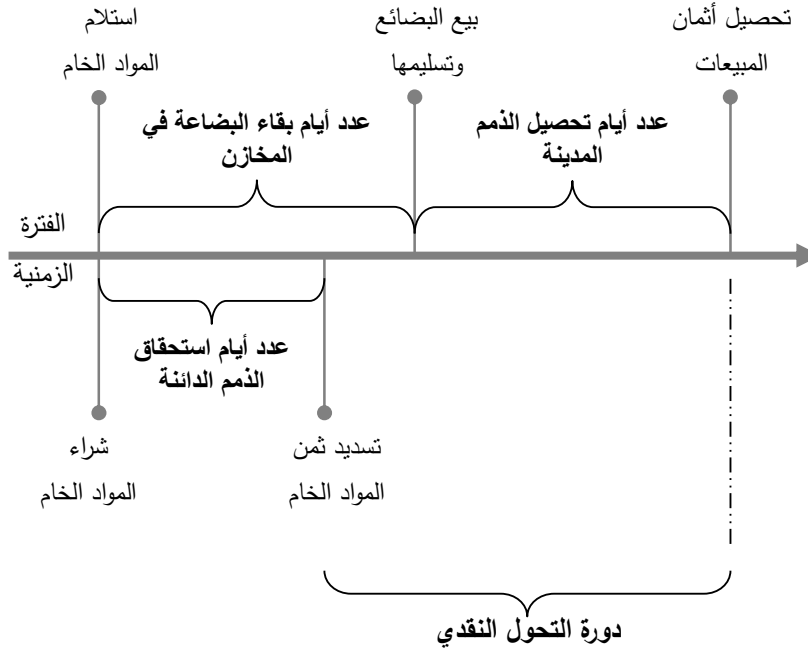 استلام
المواد الخام
بيع البضائع
وتسليمها
تحصيل أثمان
المبيعات
عدد أيام بقاء البضاعة في
المخازن
عدد أيام تحصيل الذمم
المدينة
الفترة
الزمنية
عدد أيام استحقاق
الذمم الدائنة
شراء
المواد الخام
تسديد ثمن
المواد الخام
دورة التحول النقدي